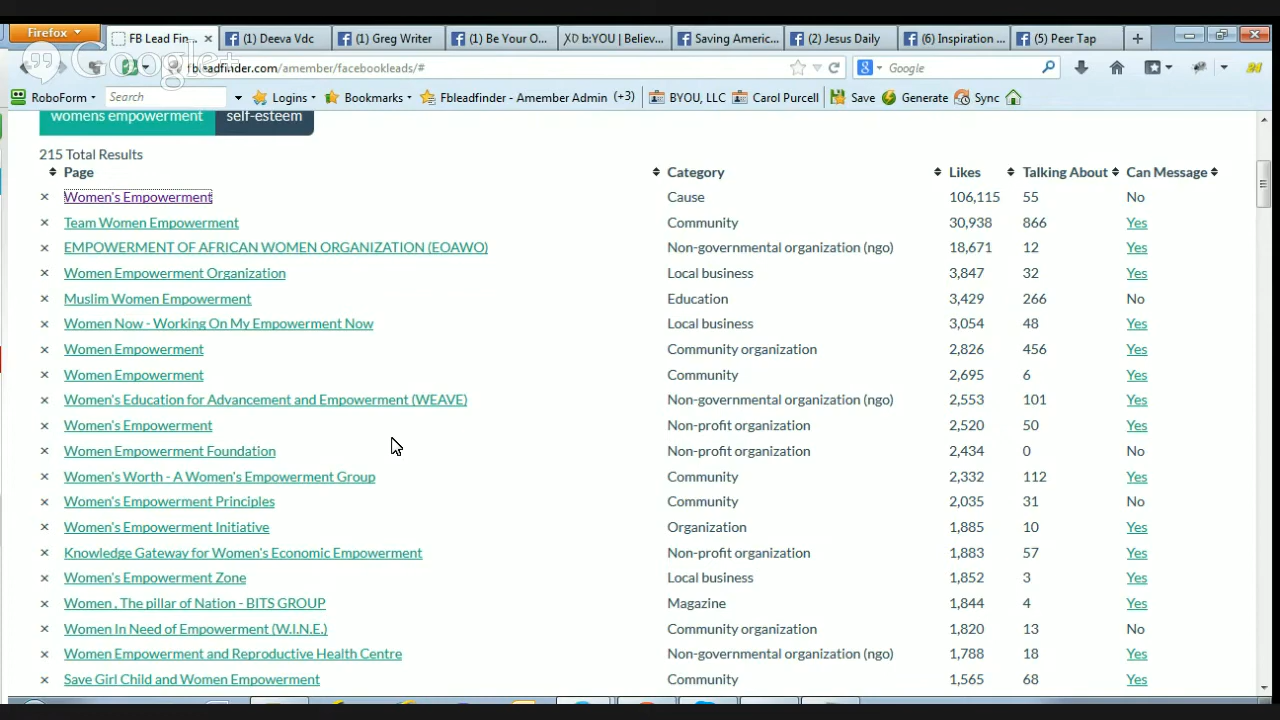 Firefox
FB Lead Fin... (1) Deeva Vdc (1) Greg Writer (1) Be Your O... b:YOU | Believ... Saving Americ... (2) Jesus Daily (6) Inspiration ... (5) Peer Tap
Google+
fbleadfinder.com/amember/facebookleads/# Google
RoboForm Search Logins Bookmarks Fbleadfinder - Amember Admin (+3) BYOU, LLC Carol Purcell Save Generate Sync
womens empowerment self-esteem
215 Total Results
Page Category Likes Talking About Can Message
× Women's Empowerment Cause 106,115 55 No
× Team Women Empowerment Community 30,938 866 Yes
× EMPOWERMENT OF AFRICAN WOMEN ORGANIZATION (EOAWO) Non-governmental organization (ngo) 18,671 12 Yes
× Women Empowerment Organization Local business 3,847 32 Yes
× Muslim Women Empowerment Education 3,429 266 No
× Women Now - Working On My Empowerment Now Local business 3,054 48 Yes
× Women Empowerment Community organization 2,826 456 Yes
× Women Empowerment Community 2,695 6 Yes
× Women's Education for Advancement and Empowerment (WEAVE) Non-governmental organization (ngo) 2,553 101 Yes
× Women's Empowerment Non-profit organization 2,520 50 Yes
× Women Empowerment Foundation Non-profit organization 2,434 0 No
× Women's Worth - A Women's Empowerment Group Community 2,332 112 Yes
× Women's Empowerment Principles Community 2,035 31 No
× Women's Empowerment Initiative Organization 1,885 10 Yes
× Knowledge Gateway for Women's Economic Empowerment Non-profit organization 1,883 57 Yes
× Women's Empowerment Zone Local business 1,852 3 Yes
× Women , The pillar of Nation - BITS GROUP Magazine 1,844 4 Yes
× Women In Need of Empowerment (W.I.N.E.) Community organization 1,820 13 No
× Women Empowerment and Reproductive Health Centre Non-governmental organization (ngo) 1,788 18 Yes
× Save Girl Child and Women Empowerment Community 1,565 68 Yes